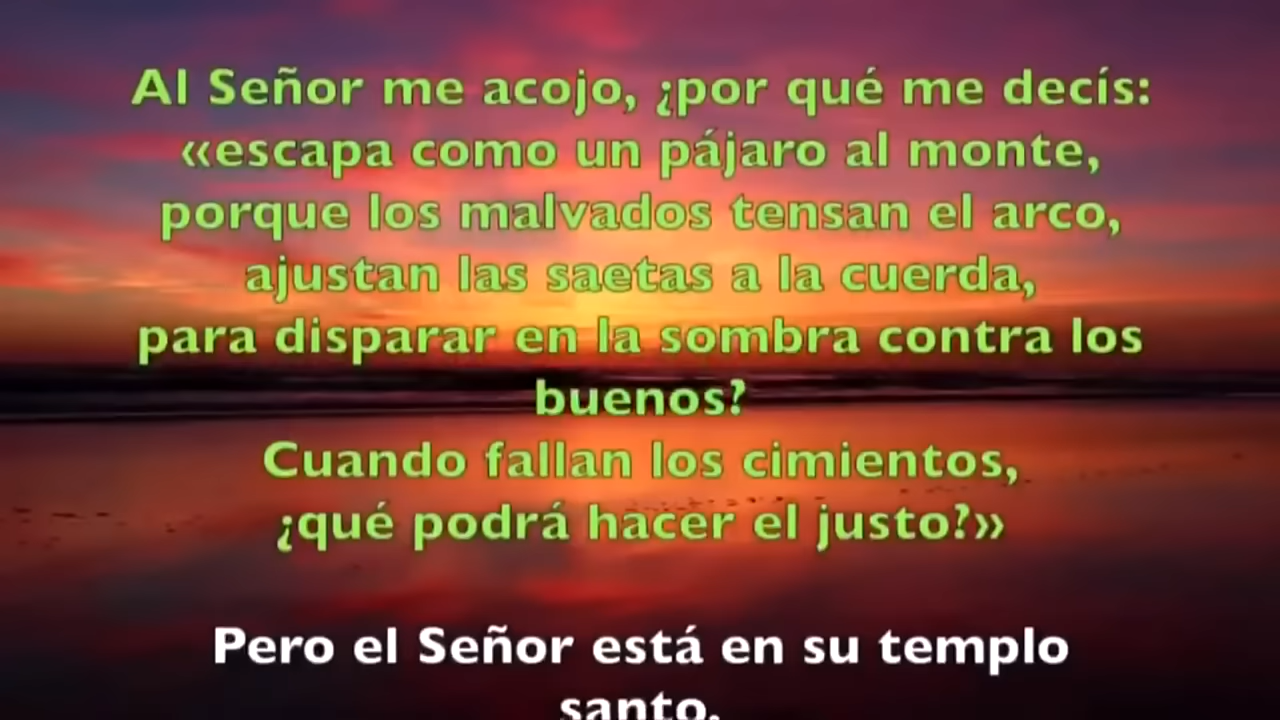 Al Señor me acojo, ¿por qué me decís:
«escapa como un pájaro al monte,
porque los malvados tensan el arco,
ajustan las saetas a la cuerda,
para disparar en la sombra contra los
buenos?
Cuando fallan los cimientos,
¿qué podrá hacer el justo?»
Pero el Señor está en su templo
santo,